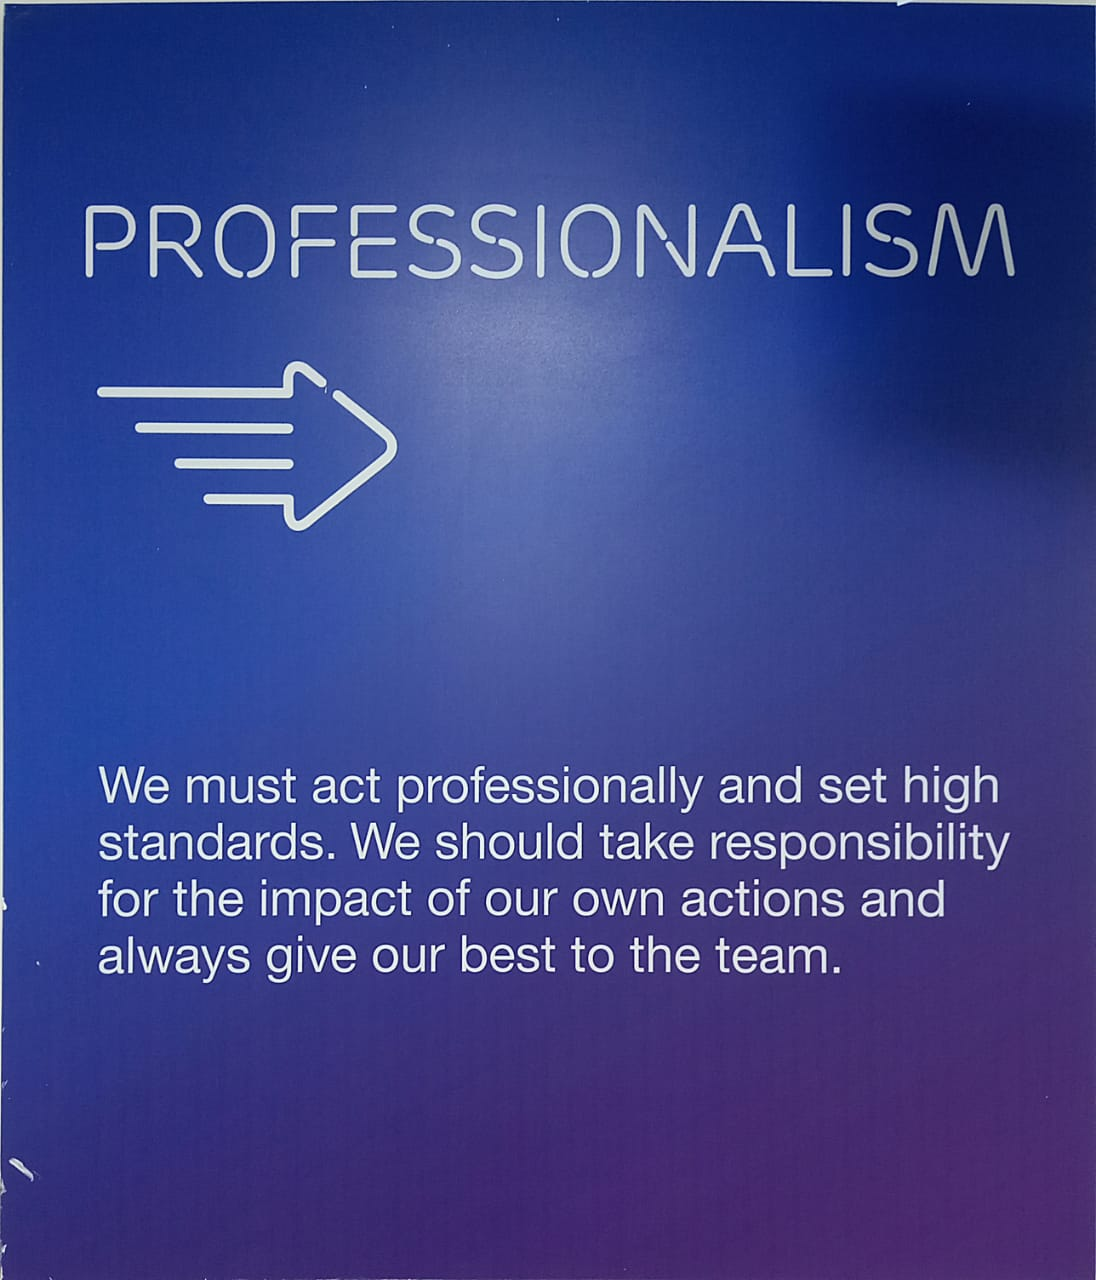 PROFESSIONALISM
We must act professionally and set high
standards. We should take responsibility
for the impact of our own actions and
always give our best to the team.